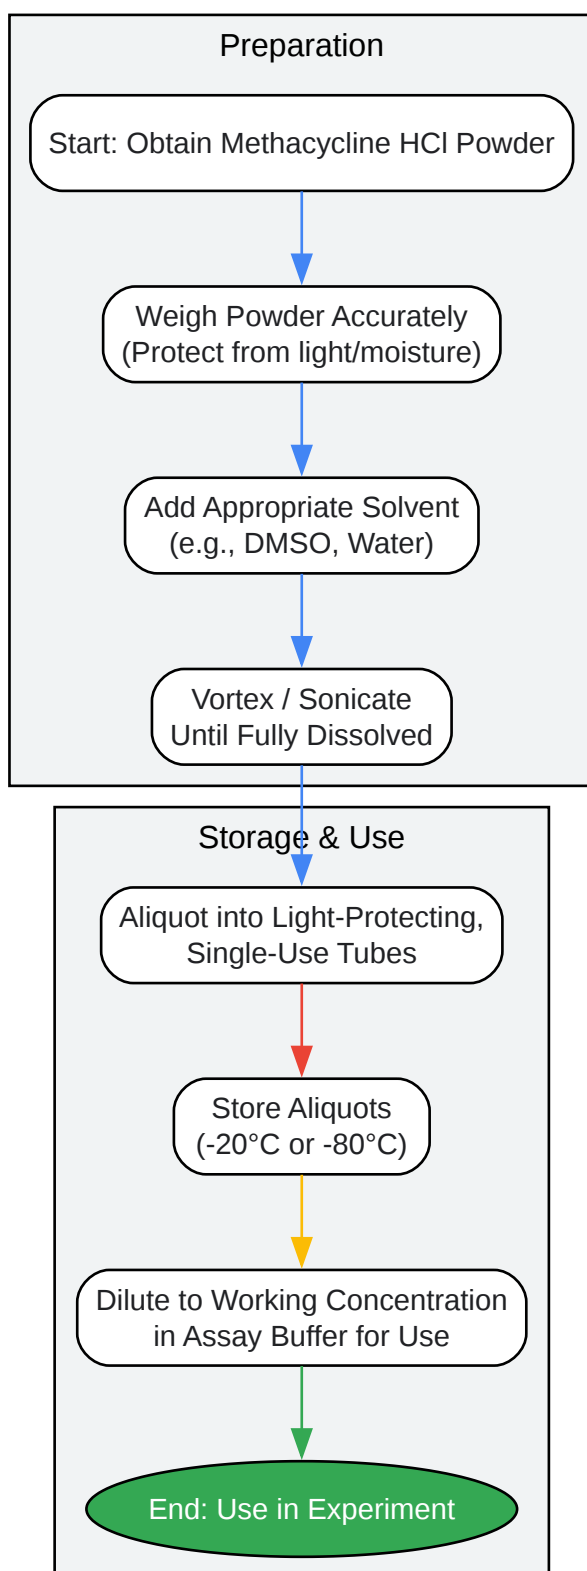 Preparation
Start: Obtain Methacycline HCl Powder
Weigh Powder Accurately
(Protect from light/moisture)
Add Appropriate Solvent
(e.g., DMSO, Water)
Vortex / Sonicate
Until Fully Dissolved
Storage & Use
Aliquot into Light-Protecting,
Single-Use Tubes
Store Aliquots
(-20°C or -80°C)
Dilute to Working Concentration
in Assay Buffer for Use
End: Use in Experiment